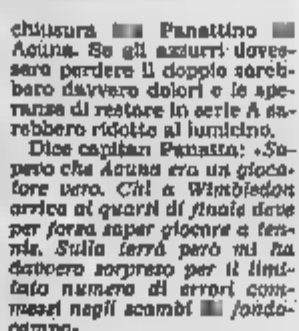 chiusura Panattino
Acuna. Se gli azzurri doves-
sero perdere il doppio sareb-
bero davvero dolori e le spe-
ranze di restare in serie A sa-
rebbero ridotte al lumicino.
Dice capitan Panatta: «Sa-
pevo che Acuna era un gioca-
tore vero. Chi a Wimbledon
arriva ai quarti di finale deve
per forza saper giocare a ten-
nis. Sulla terra però mi ha
davvero sorpreso per il limi-
tato numero di errori com-
messi negli scambi fondo-
campo.